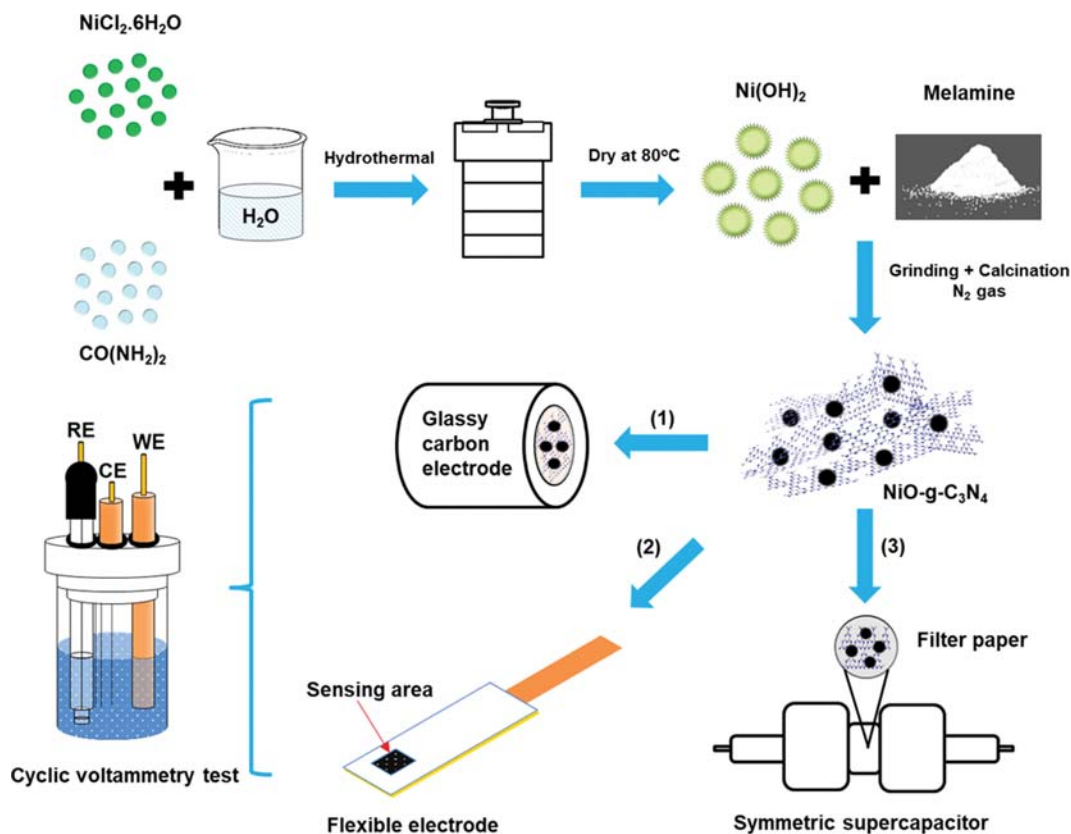 NiCl₂.6H₂O
H₂O
CO(NH₂)₂
Hydrothermal
Dry at 80ᵒC
Ni(OH)₂
Melamine
Grinding + Calcination
N₂ gas
NiO-g-C₃N₄
(1)
(2)
(3)
Glassy
carbon
electrode
RE
CE
WE
Cyclic voltammetry test
Sensing area
Flexible electrode
Filter paper
Symmetric supercapacitor